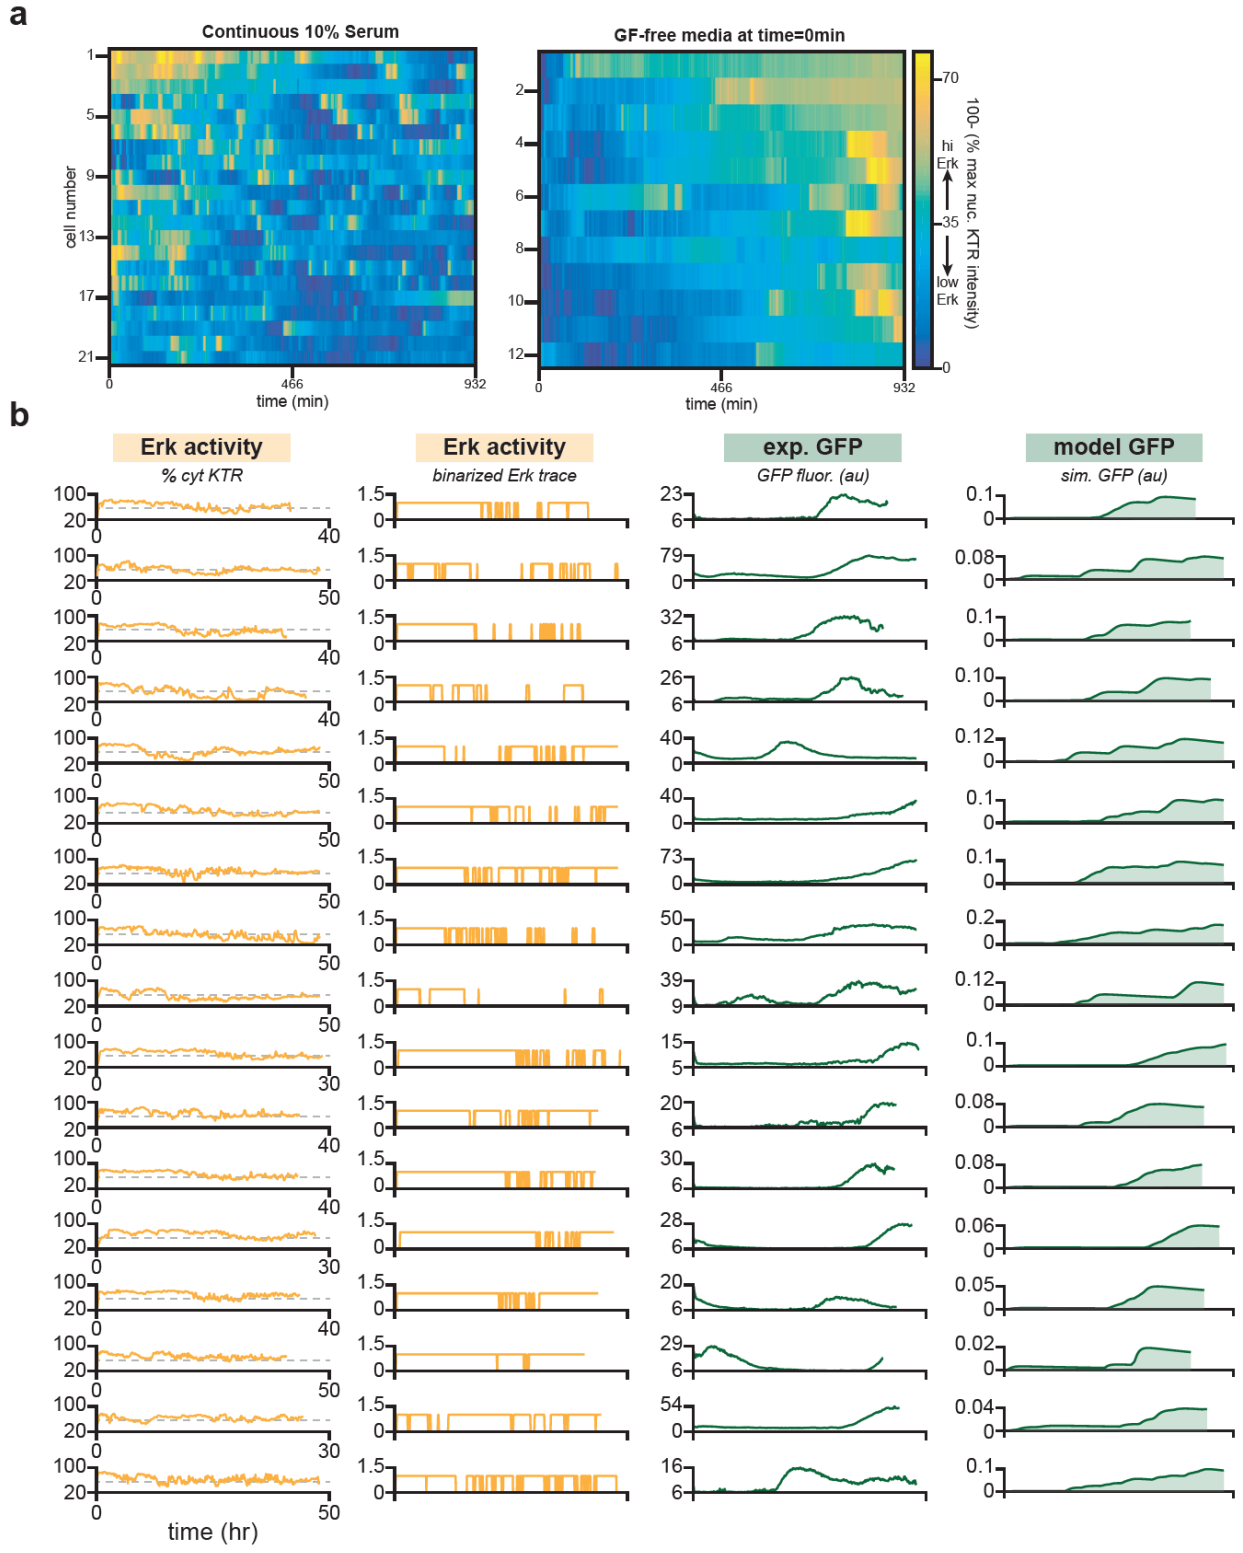 a
Continuous 10% Serum
GF-free media at time=0min
cell number
1
5
9
13
17
21
0 466 932
time (min)
2
4
6
8
10
12
0 466 932
time (min)
70
35
0
hi
Erk
low
Erk
100- (% max nuc. KTR intensity)
b
Erk activity Erk activity exp. GFP model GFP
% cyt KTR binarized Erk trace GFP fluor. (au) sim. GFP (au)
100 1.5 23 0.1
20 0 6 0
0 40
100 1.5 79 0.08
20 0 0 0
0 50
100 1.5 32 0.1
20 0 6 0
0 40
100 1.5 26 0.10
20 0 6 0
0 40
100 1.5 40 0.12
20 0 0 0
0 50
100 1.5 40 0.1
20 0 0 0
0 50
100 1.5 73 0.1
20 0 0 0
0 50
100 1.5 50 0.2
20 0 0 0
0 50
100 1.5 39 0.12
20 0 9 0
0 50
100 1.5 15 0.1
20 0 5 0
0 30
100 1.5 20 0.08
20 0 6 0
0 40
100 1.5 30 0.08
20 0 6 0
0 40
100 1.5 28 0.06
20 0 6 0
0 30
100 1.5 20 0.05
20 0 6 0
0 40
100 1.5 29 0.02
20 0 6 0
0 50
100 1.5 54 0.04
20 0 0 0
0 30
100 1.5 16 0.1
20 0 6 0
0 50
time (hr)